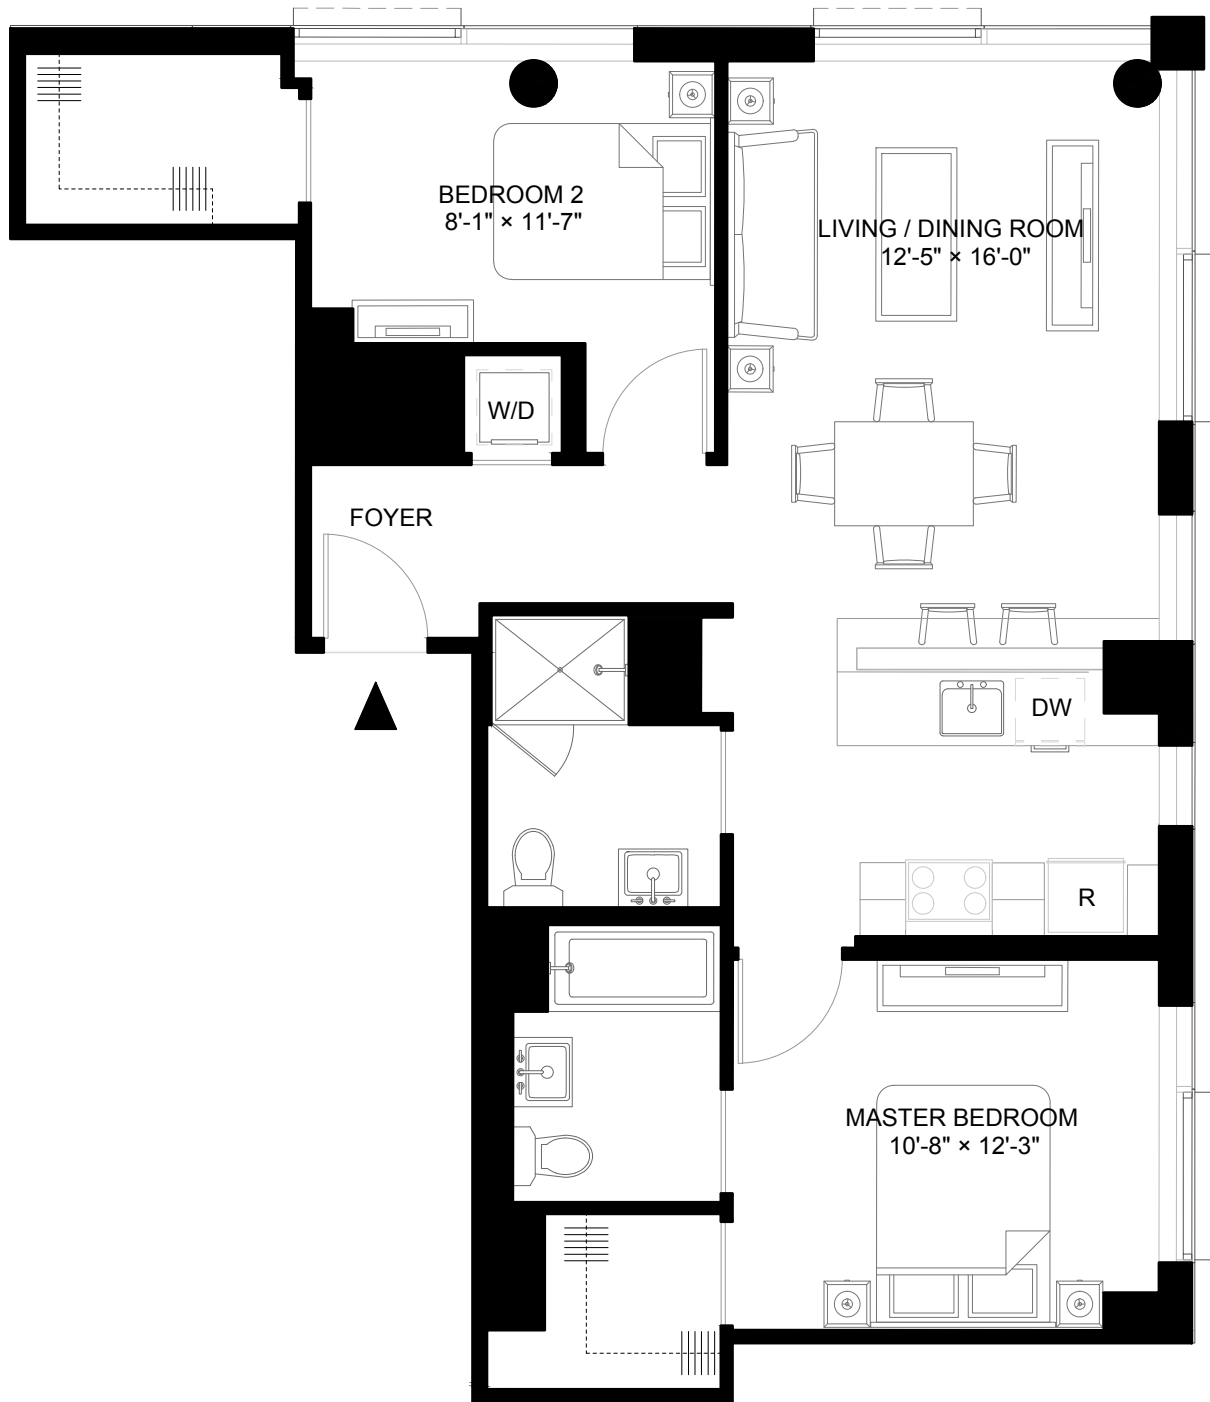 BEDROOM 2
8'-1" × 11'-7"
LIVING / DINING ROOM
12'-5" × 16'-0"
W/D
FOYER
DW
R
MASTER BEDROOM
10'-8" × 12'-3"